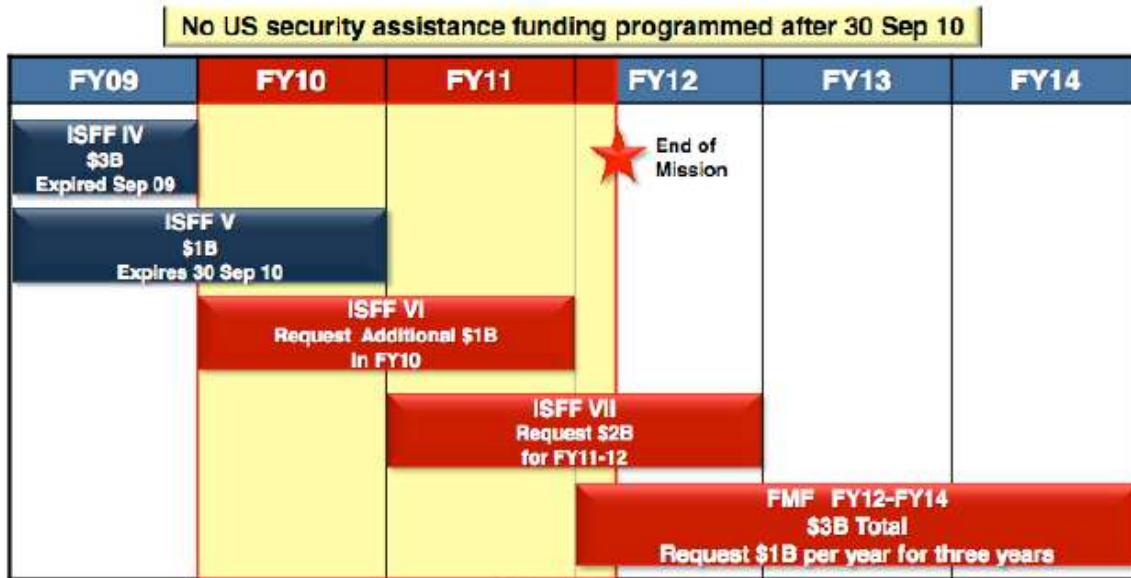 No US security assistance funding programmed after 30 Sep 10
FY09 FY10 FY11 FY12 FY13 FY14
ISFF IV
$3B
Expired Sep 09
End of
Mission
ISFF V
$1B
Expires 30 Sep 10
ISFF VI
Request Additional $1B
in FY10
ISFF VII
Request $2B
for FY11-12
FMF FY12-FY14
$3B Total
Request $1B per year for three years